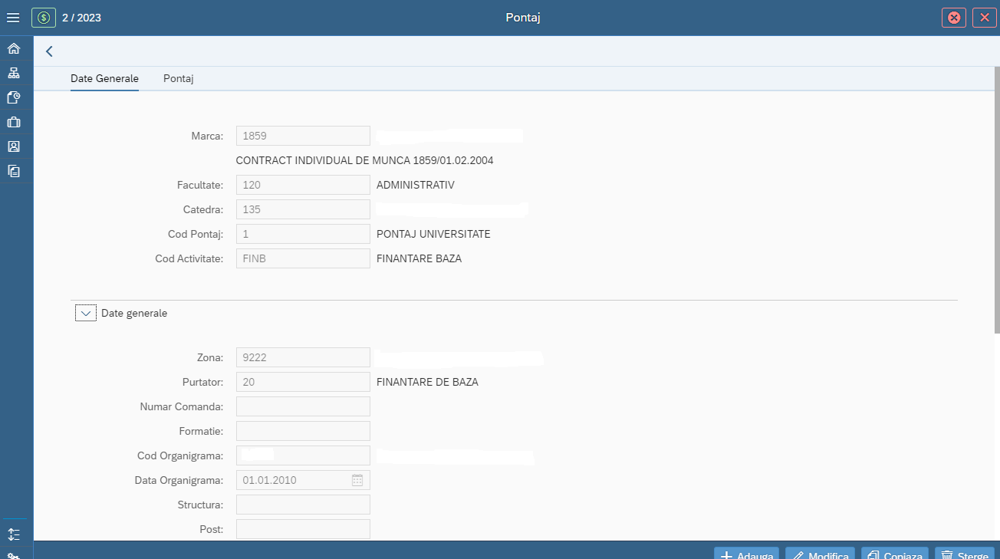 2 / 2023 Pontaj
Date Generale Pontaj
Marca: 1859
CONTRACT INDIVIDUAL DE MUNCA 1859/01.02.2004
Facultate: 120 ADMINISTRATIV
Catedra: 135
Cod Pontaj: 1 PONTAJ UNIVERSITATE
Cod Activitate: FINB FINANTARE BAZA
Date generale
Zona: 9222
Purtator: 20 FINANTARE DE BAZA
Numar Comanda:
Formatie:
Cod Organigrama:
Data Organigrama: 01.01.2010
Structura:
Post:
Adauga Modifica Copiaza Sterge